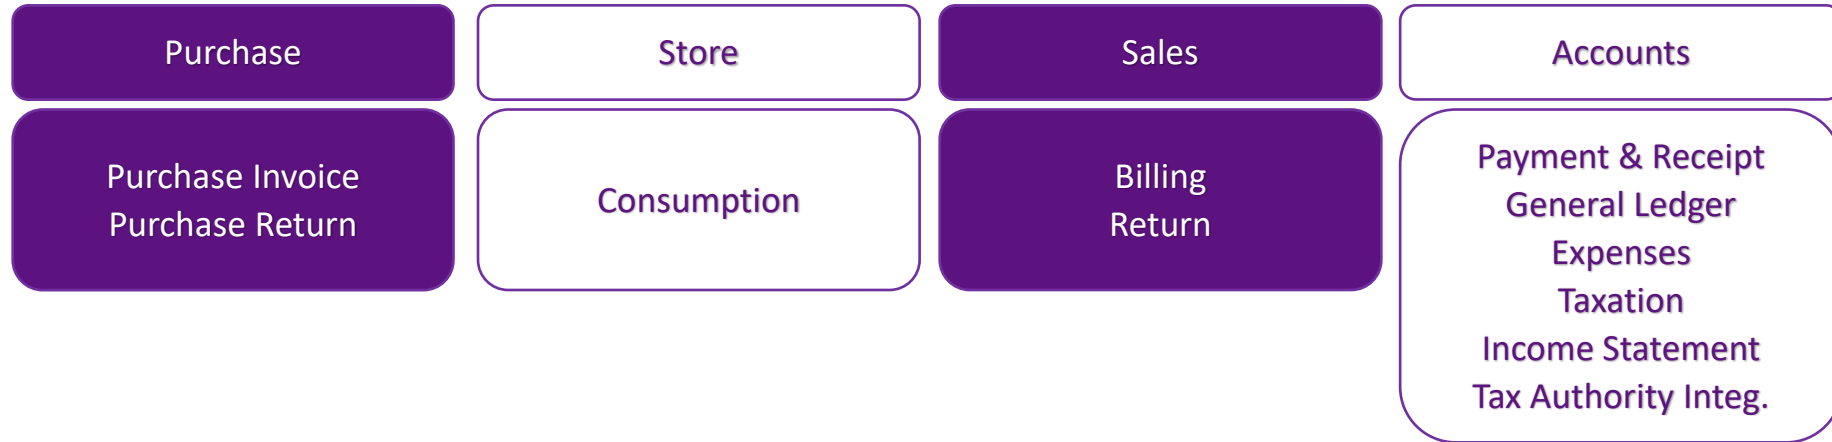 Purchase
Store
Sales
Accounts
Purchase Invoice
Purchase Return
Consumption
Billing
Return
Payment & Receipt
General Ledger
Expenses
Taxation
Income Statement
Tax Authority Integ.